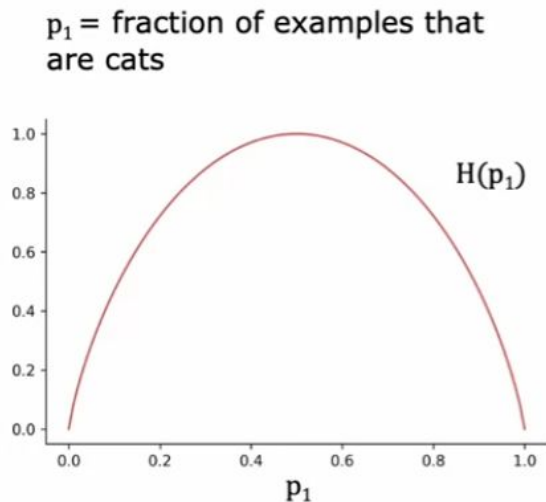 p₁ = fraction of examples that
are cats
1.0
H(p₁)
0.8
0.6
0.4
0.2
0.0
0.0 0.2 0.4 0.6 0.8 1.0
p₁